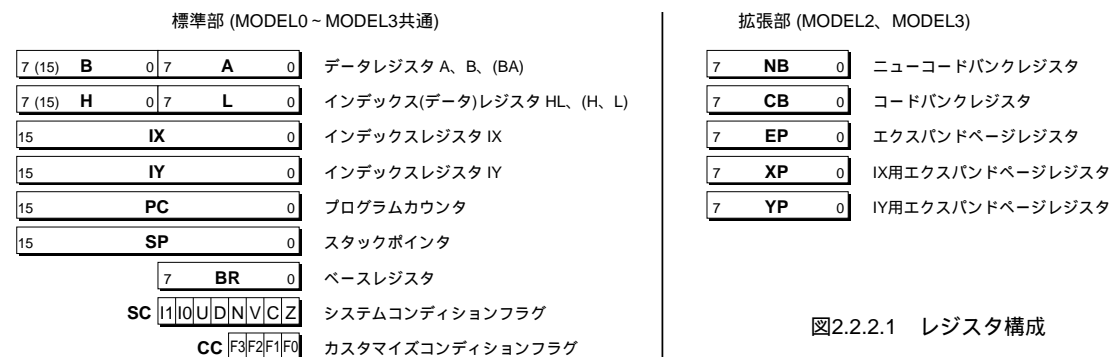 標準部 (MODEL0~MODEL3共通)
7 (15) B 0 7 A 0 データレジスタ A、B、(BA)
7 (15) H 0 7 L 0 インデックス(データ)レジスタ HL、(H、L)
15 IX 0 インデックスレジスタ IX
15 IY 0 インデックスレジスタ IY
15 PC 0 プログラムカウンタ
15 SP 0 スタックポインタ
7 BR 0 ベースレジスタ
SC I1 I0 U D N V C Z システムコンディションフラグ
CC F3 F2 F1 F0 カスタマイズコンディションフラグ
拡張部 (MODEL2、MODEL3)
7 NB 0 ニューコードバンクレジスタ
7 CB 0 コードバンクレジスタ
7 EP 0 エクスパンドページレジスタ
7 XP 0 IX用エクスパンドページレジスタ
7 YP 0 IY用エクスパンドページレジスタ
図2.2.2.1 レジスタ構成